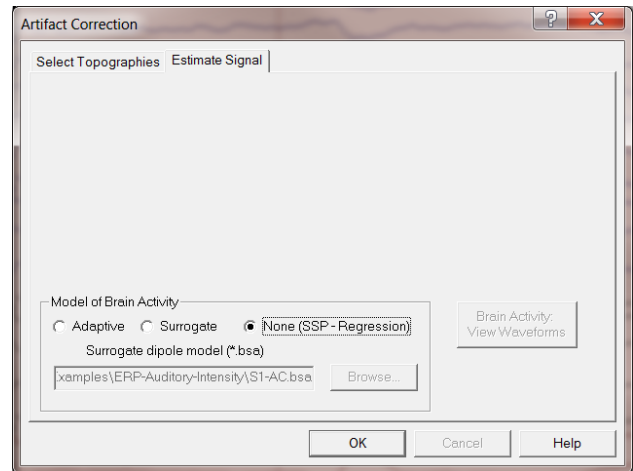 Artifact Correction
Select Topographies Estimate Signal
Model of Brain Activity
Adaptive Surrogate None (SSP - Regression)
Brain Activity:
View Waveforms
Surrogate dipole model (*.bsa)
xamples\ERP-Auditory-Intensity\S1-AC.bsa Browse...
OK Cancel Help